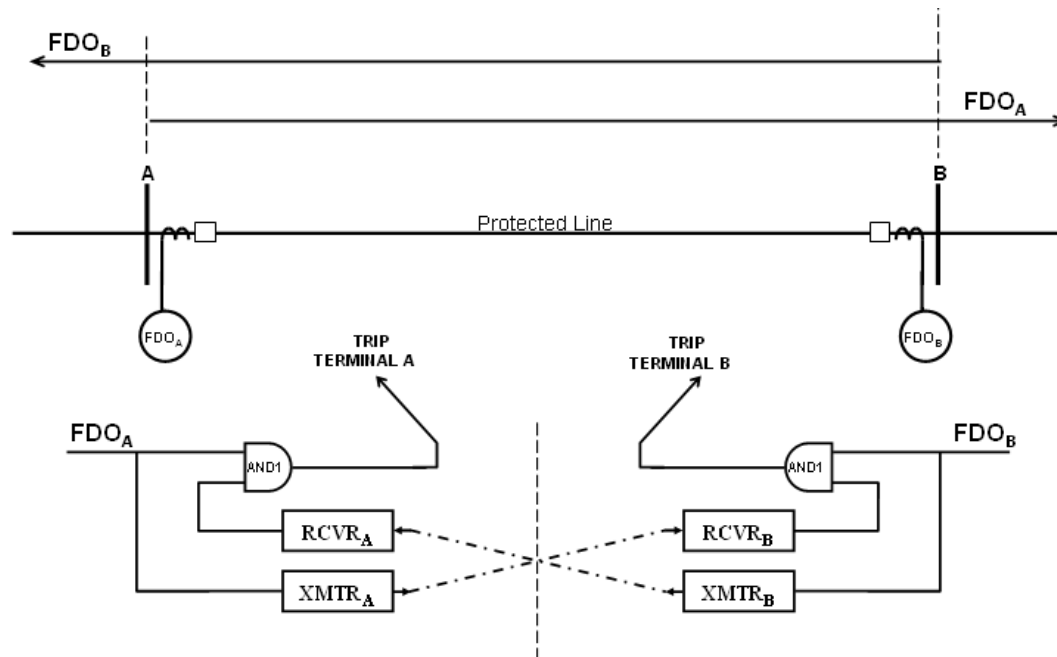 FDOB
FDOA
A
B
Protected Line
FDOA
FDOB
TRIP
TERMINAL A
TRIP
TERMINAL B
FDOA
FDOB
AND1
AND1
RCVRA
RCVRB
XMTRA
XMTRB